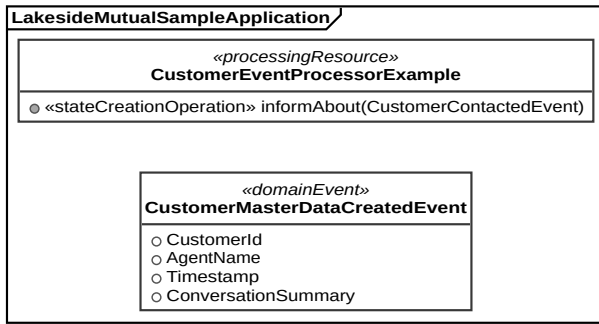 LakesideMutualSampleApplication
«processingResource»
CustomerEventProcessorExample
«stateCreationOperation» informAbout(CustomerContactedEvent)
«domainEvent»
CustomerMasterDataCreatedEvent
CustomerId
AgentName
Timestamp
ConversationSummary